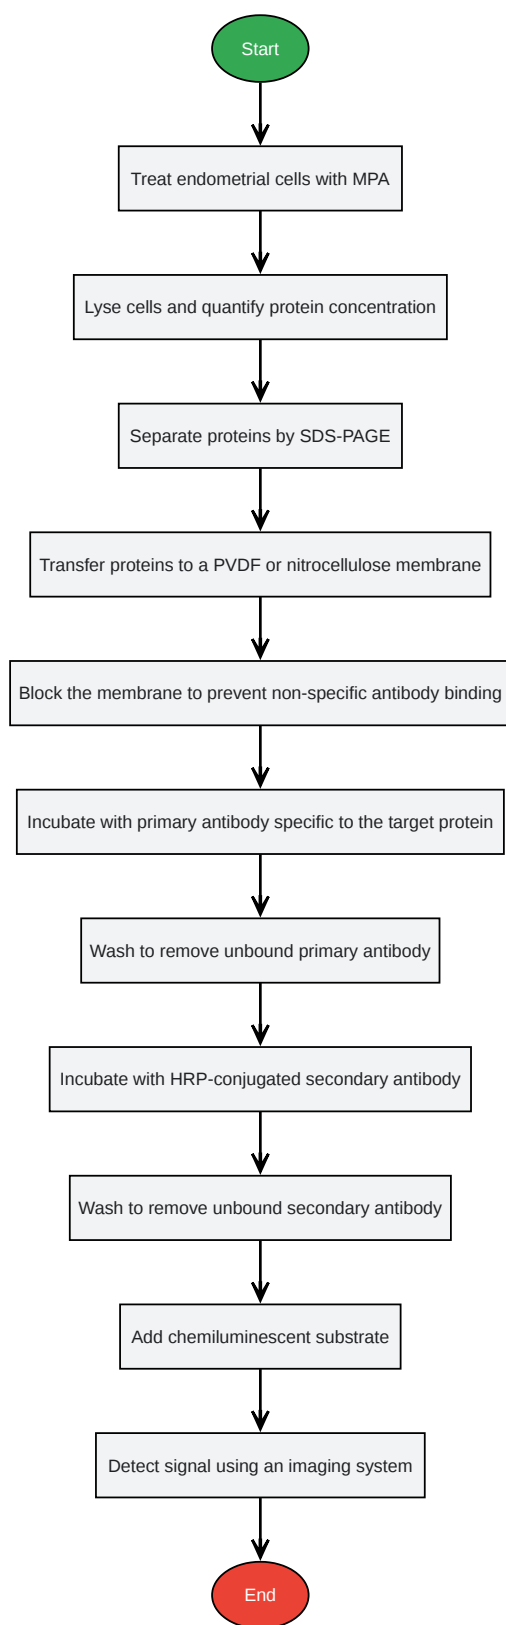 Start
Treat endometrial cells with MPA
Lyse cells and quantify protein concentration
Separate proteins by SDS-PAGE
Transfer proteins to a PVDF or nitrocellulose membrane
Block the membrane to prevent non-specific antibody binding
Incubate with primary antibody specific to the target protein
Wash to remove unbound primary antibody
Incubate with HRP-conjugated secondary antibody
Wash to remove unbound secondary antibody
Add chemiluminescent substrate
Detect signal using an imaging system
End